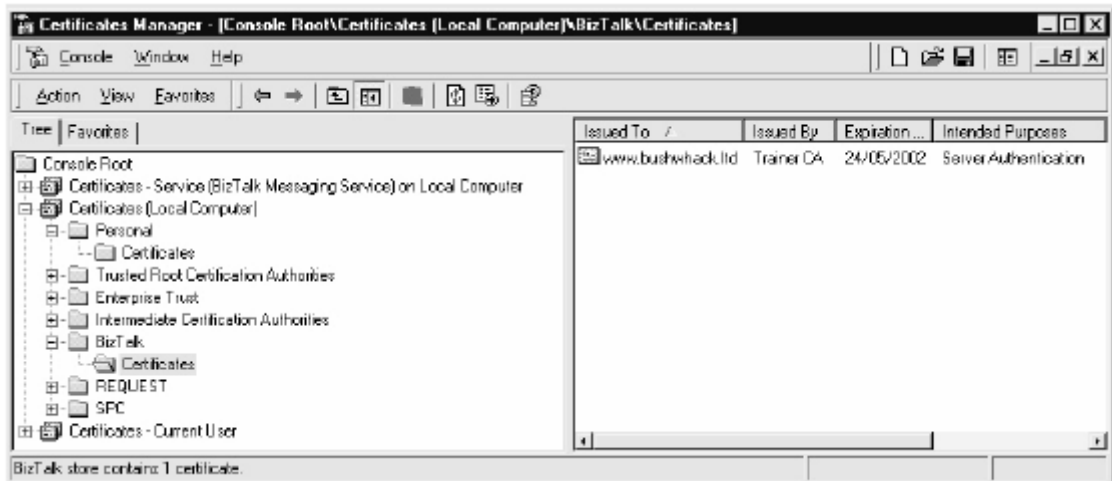 Certificates Manager - [Console Root\Certificates (Local Computer)\BizTalk\Certificates]
Console Window Help
Action View Favorites
Tree Favorites
Issued To Issued By Expiration ... Intended Purposes
Console Root
www.bushwhack.ltd Trainer CA 24/05/2002 Server Authentication
Certificates - Service (BizTalk Messaging Service) on Local Computer
Certificates (Local Computer)
Personal
Certificates
Trusted Root Certification Authorities
Enterprise Trust
Intermediate Certification Authorities
BizTalk
Certificates
REQUEST
SPC
Certificates - Current User
BizTalk store contains 1 certificate.